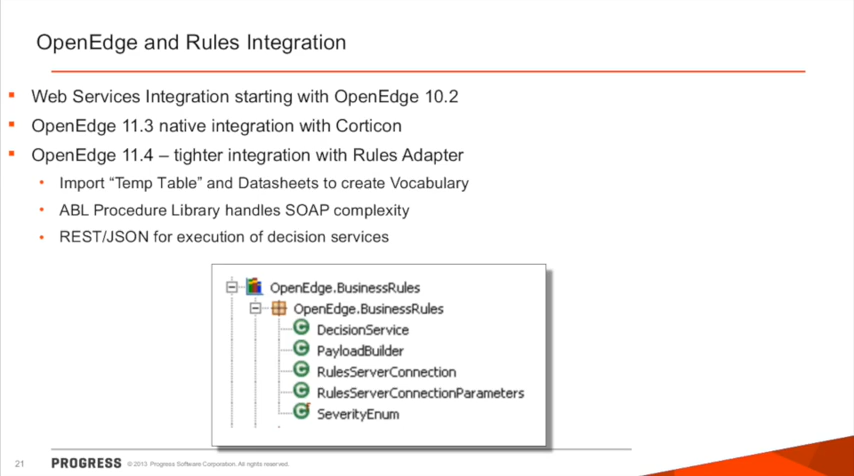 OpenEdge and Rules Integration
Web Services Integration starting with OpenEdge 10.2
OpenEdge 11.3 native integration with Corticon
OpenEdge 11.4 – tighter integration with Rules Adapter
Import “Temp Table” and Datasheets to create Vocabulary
ABL Procedure Library handles SOAP complexity
REST/JSON for execution of decision services
OpenEdge.BusinessRules
OpenEdge.BusinessRules
DecisionService
PayloadBuilder
RulesServerConnection
RulesServerConnectionParameters
SeverityEnum
21 PROGRESS © 2013 Progress Software Corporation. All rights reserved.